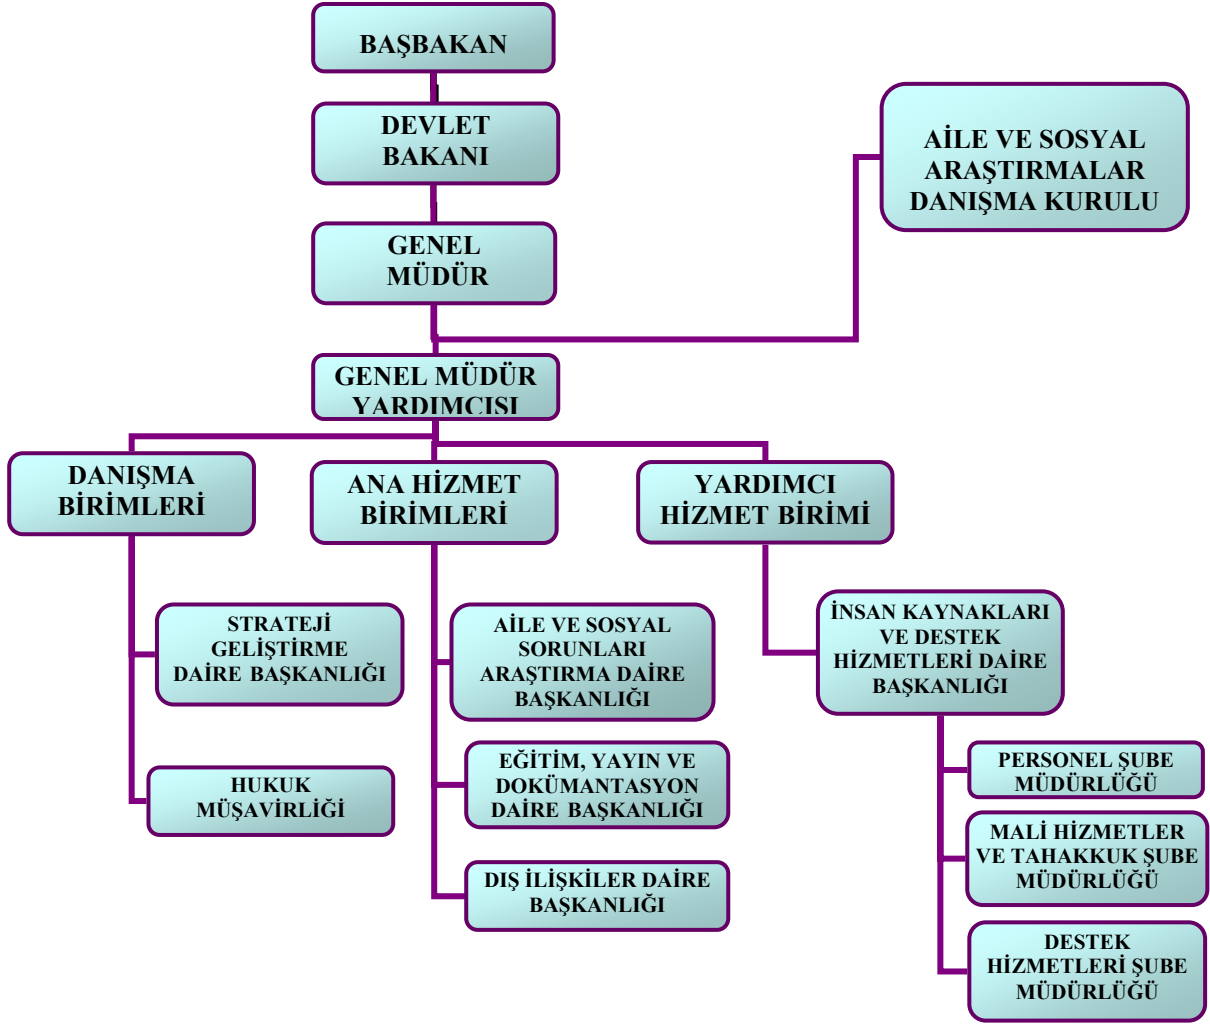 BAŞBAKAN
DEVLET
BAKANI
AİLE VE SOSYAL
ARAŞTIRMALAR
DANIŞMA KURULU
GENEL
MÜDÜR
GENEL MÜDÜR
YARDIMCISI
DANIŞMA
BİRİMLERİ
ANA HİZMET
BİRİMLERİ
YARDIMCI
HİZMET BİRİMİ
STRATEJİ
GELİŞTİRME
DAİRE BAŞKANLIĞI
HUKUK
MÜŞAVİRLİĞİ
AİLE VE SOSYAL
SORUNLARI
ARAŞTIRMA DAİRE
BAŞKANLIĞI
EĞİTİM, YAYIN VE
DOKÜMANTASYON
DAİRE BAŞKANLIĞI
DIŞ İLİŞKİLER DAİRE
BAŞKANLIĞI
İNSAN KAYNAKLARI
VE DESTEK
HİZMETLERİ DAİRE
BAŞKANLIĞI
PERSONEL ŞUBE
MÜDÜRLÜĞÜ
MALİ HİZMETLER
VE TAHAKKUK ŞUBE
MÜDÜRLÜĞÜ
DESTEK
HİZMETLERİ ŞUBE
MÜDÜRLÜĞÜ